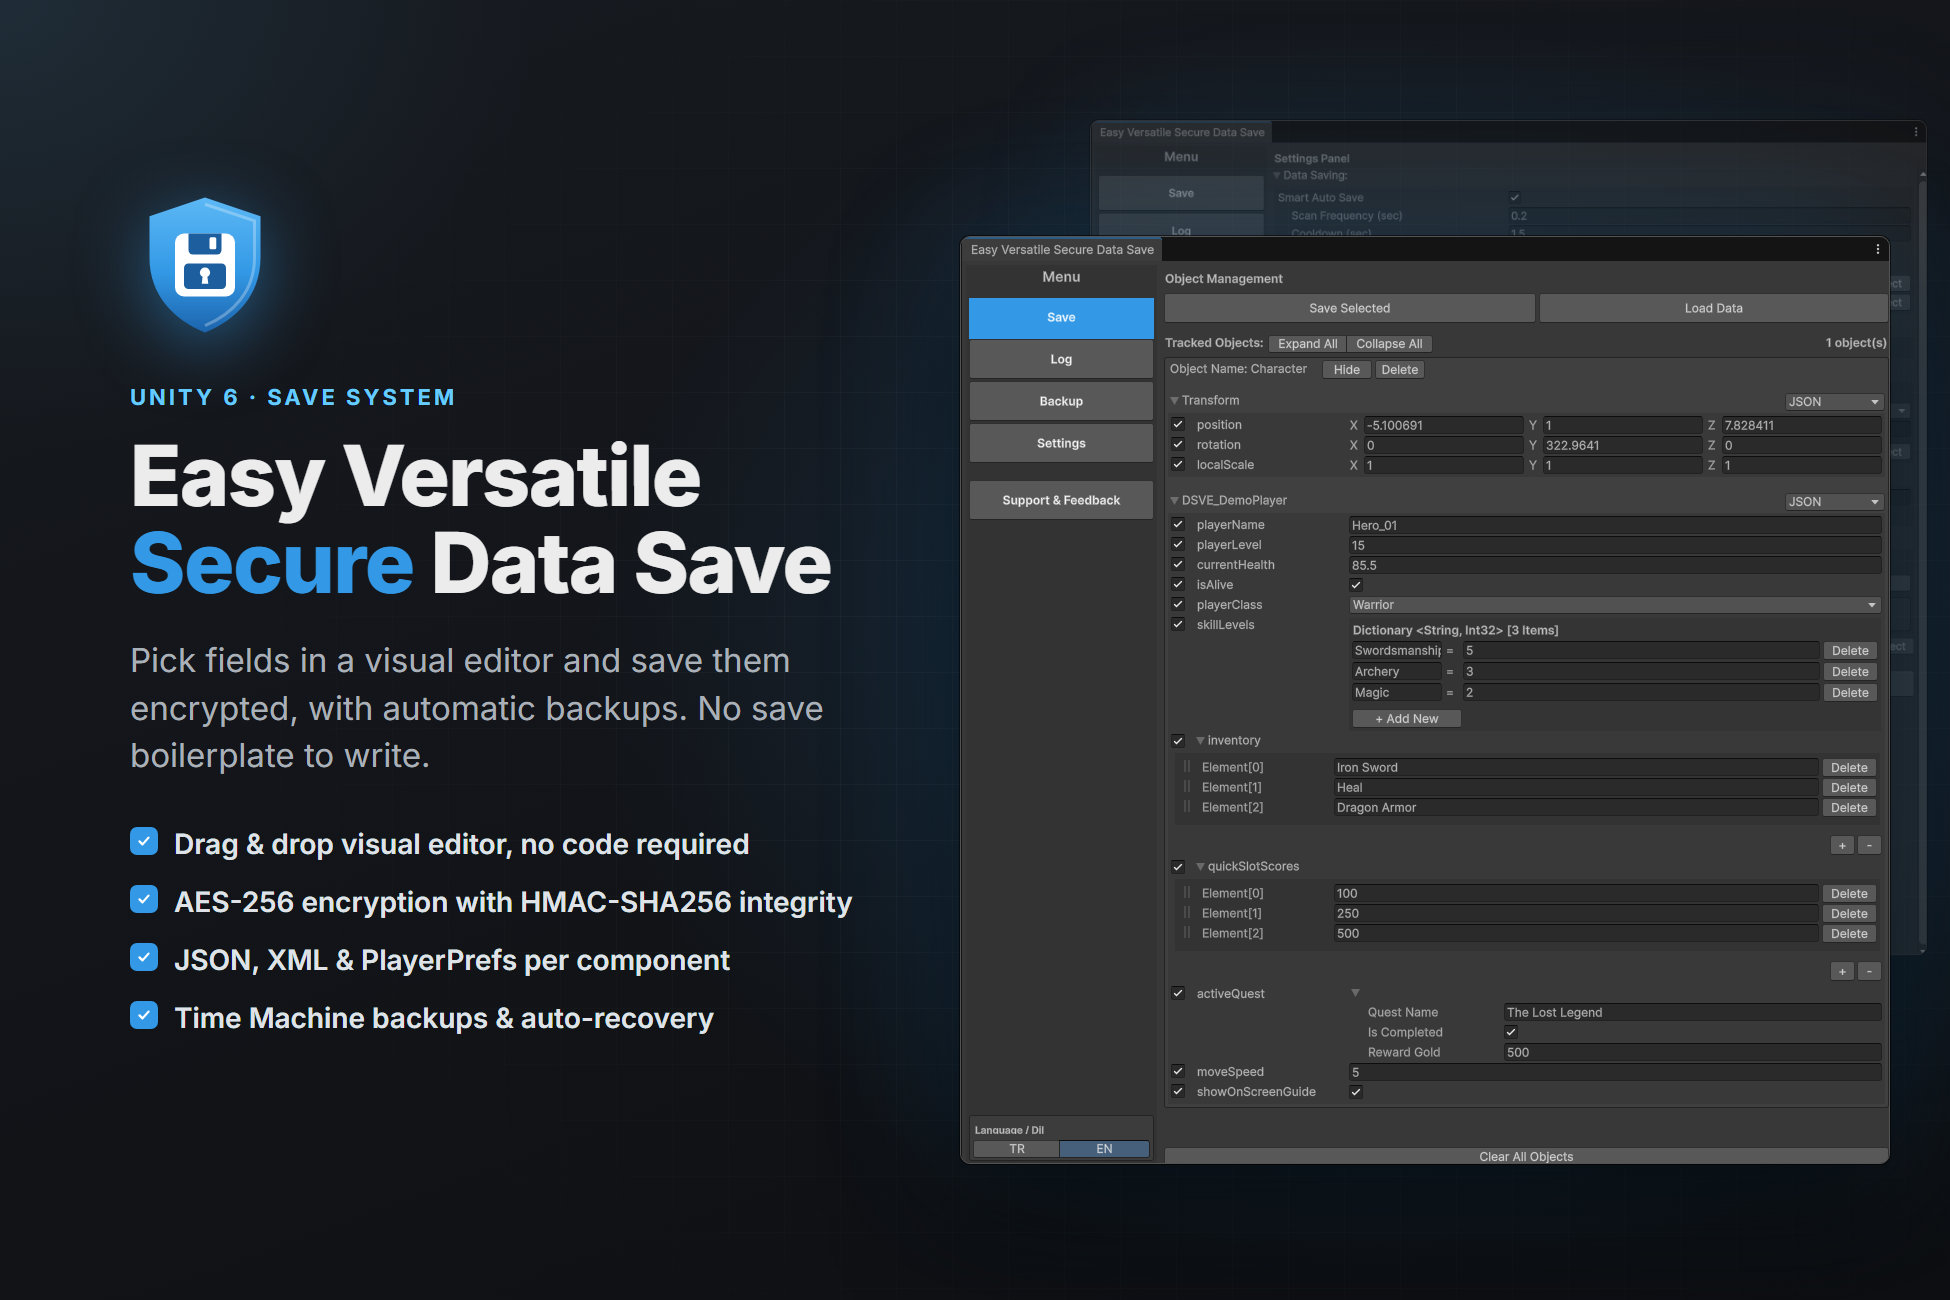 UNITY 6 · SAVE SYSTEM
Easy Versatile
Secure Data Save
Pick fields in a visual editor and save them
encrypted, with automatic backups. No save
boilerplate to write.
Drag & drop visual editor, no code required
AES-256 encryption with HMAC-SHA256 integrity
JSON, XML & PlayerPrefs per component
Time Machine backups & auto-recovery
Easy Versatile Secure Data Save
Menu
Save
Log
Settings Panel
Data Saving:
Smart Auto Save
Scan Frequency (sec) 0.2
Cooldown (sec) 15
Easy Versatile Secure Data Save
Menu
Save
Log
Backup
Settings
Support & Feedback
Language / Dil
TR EN
Object Management
Save Selected Load Data
Tracked Objects: Expand All Collapse All 1 object(s)
Object Name: Character Hide Delete
Transform JSON
position X -5.100691 Y 1 Z 7.828411
rotation X 0 Y 322.9641 Z 0
localScale X 1 Y 1 Z 1
DSVE_DemoPlayer JSON
playerName Hero_01
playerLevel 15
currentHealth 85.5
isAlive
playerClass Warrior
skillLevels
Dictionary <String, Int32> [3 Items]
Swordsmanship = 5 Delete
Archery = 3 Delete
Magic = 2 Delete
+ Add New
inventory
Element[0] Iron Sword Delete
Element[1] Heal Delete
Element[2] Dragon Armor Delete
+ -
quickSlotScores
Element[0] 100 Delete
Element[1] 250 Delete
Element[2] 500 Delete
+ -
activeQuest
Quest Name The Lost Legend
Is Completed
Reward Gold 500
moveSpeed 5
showOnScreenGuide
Clear All Objects